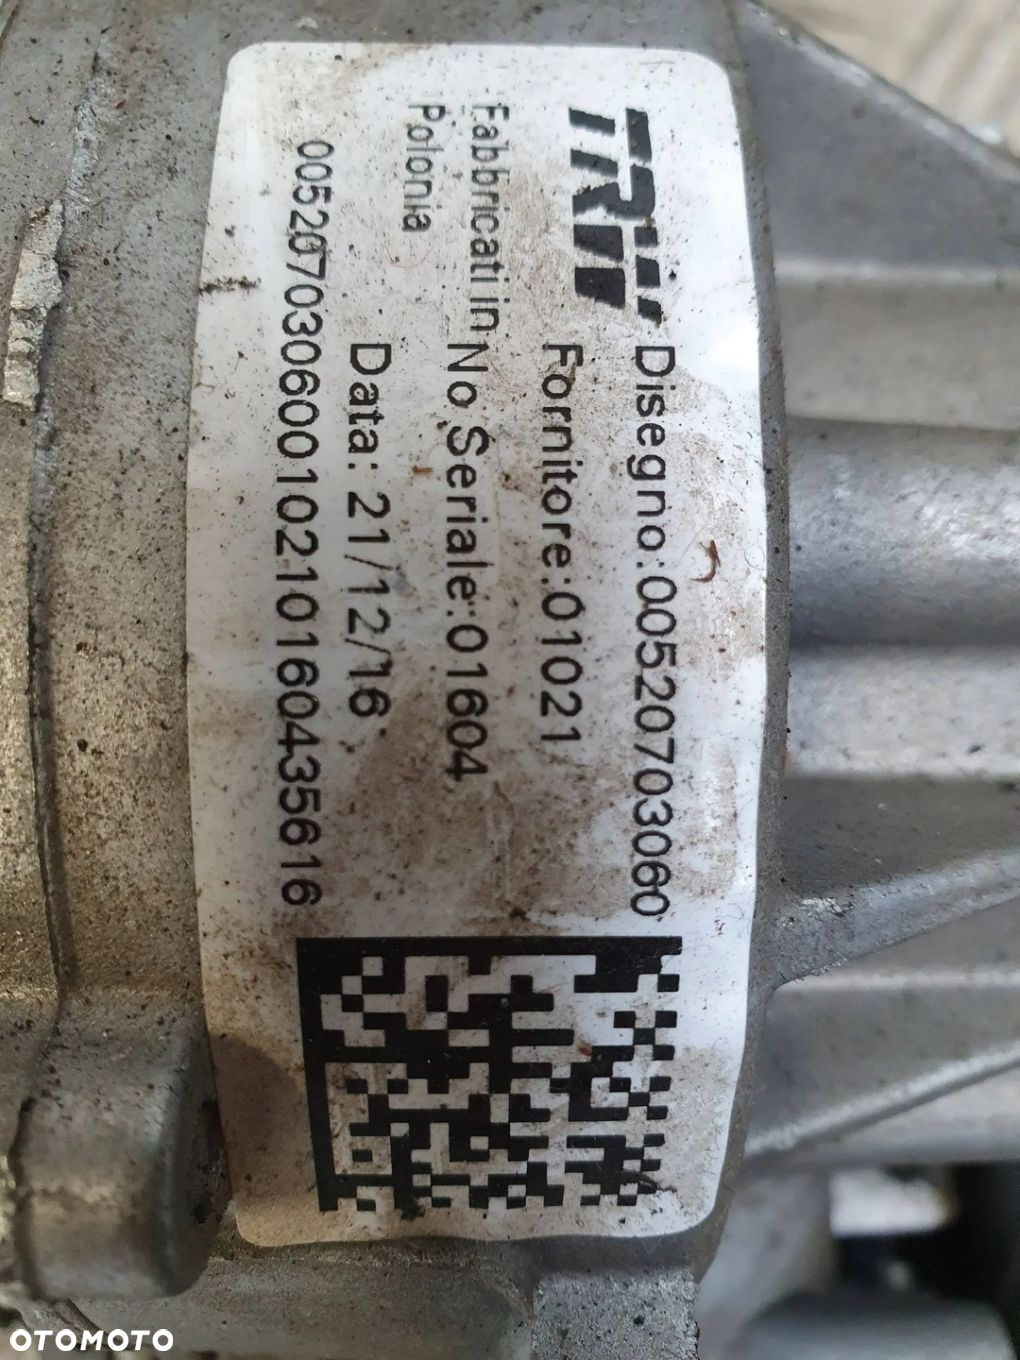 TRW
Disegno:00520703060
Fornitore:01021
Fabbricati in
Polonia
No Seriale:01604
Data: 21/12/16
00520703060010210160435616
OTOMOTO